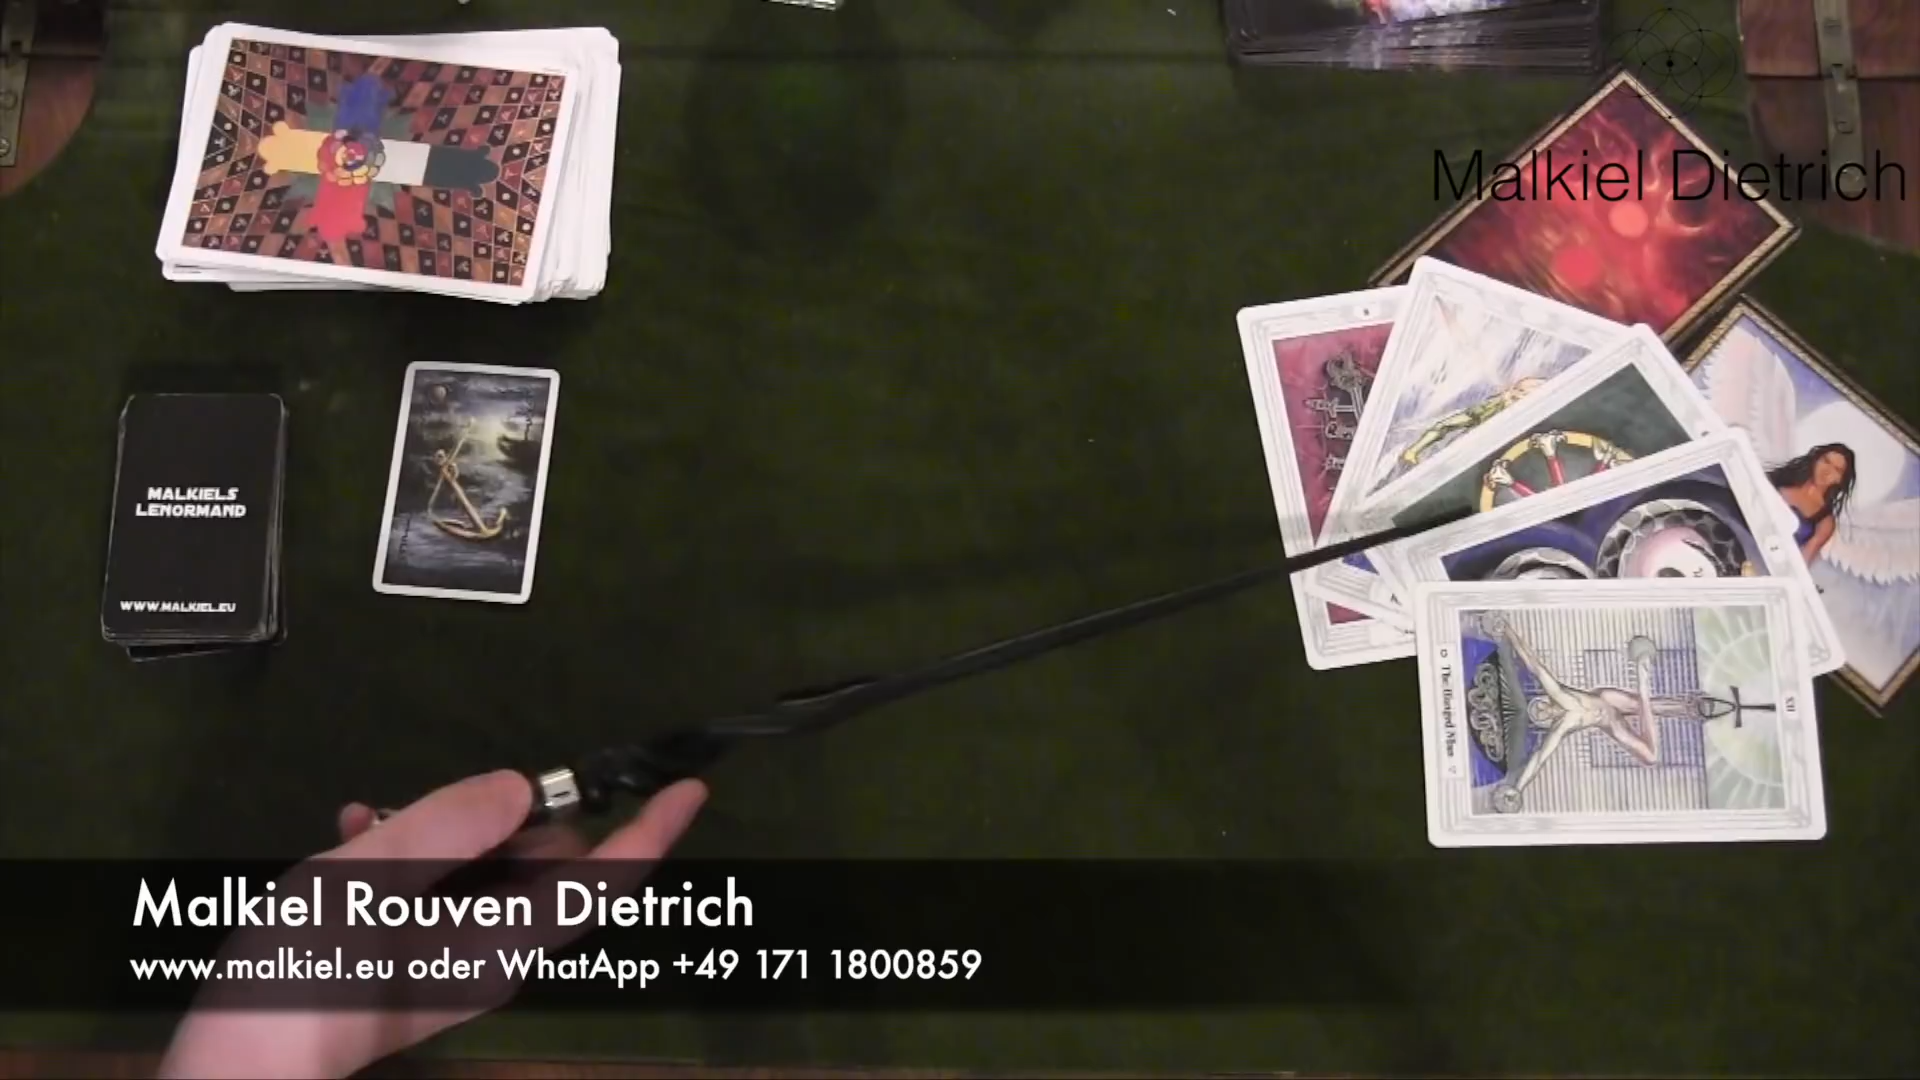 Malkiel Dietrich
MALKIELS
LENORMAND
WWW.MALKIEL.EU
XII
The Hanged Man
Malkiel Rouven Dietrich
www.malkiel.eu oder WhatApp +49 171 1800859